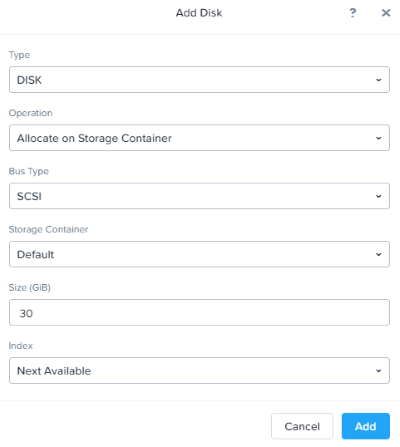 Add Disk ? ×
Type
DISK
Operation
Allocate on Storage Container
Bus Type
SCSI
Storage Container
Default
Size (GiB)
30
Index
Next Available
Cancel Add